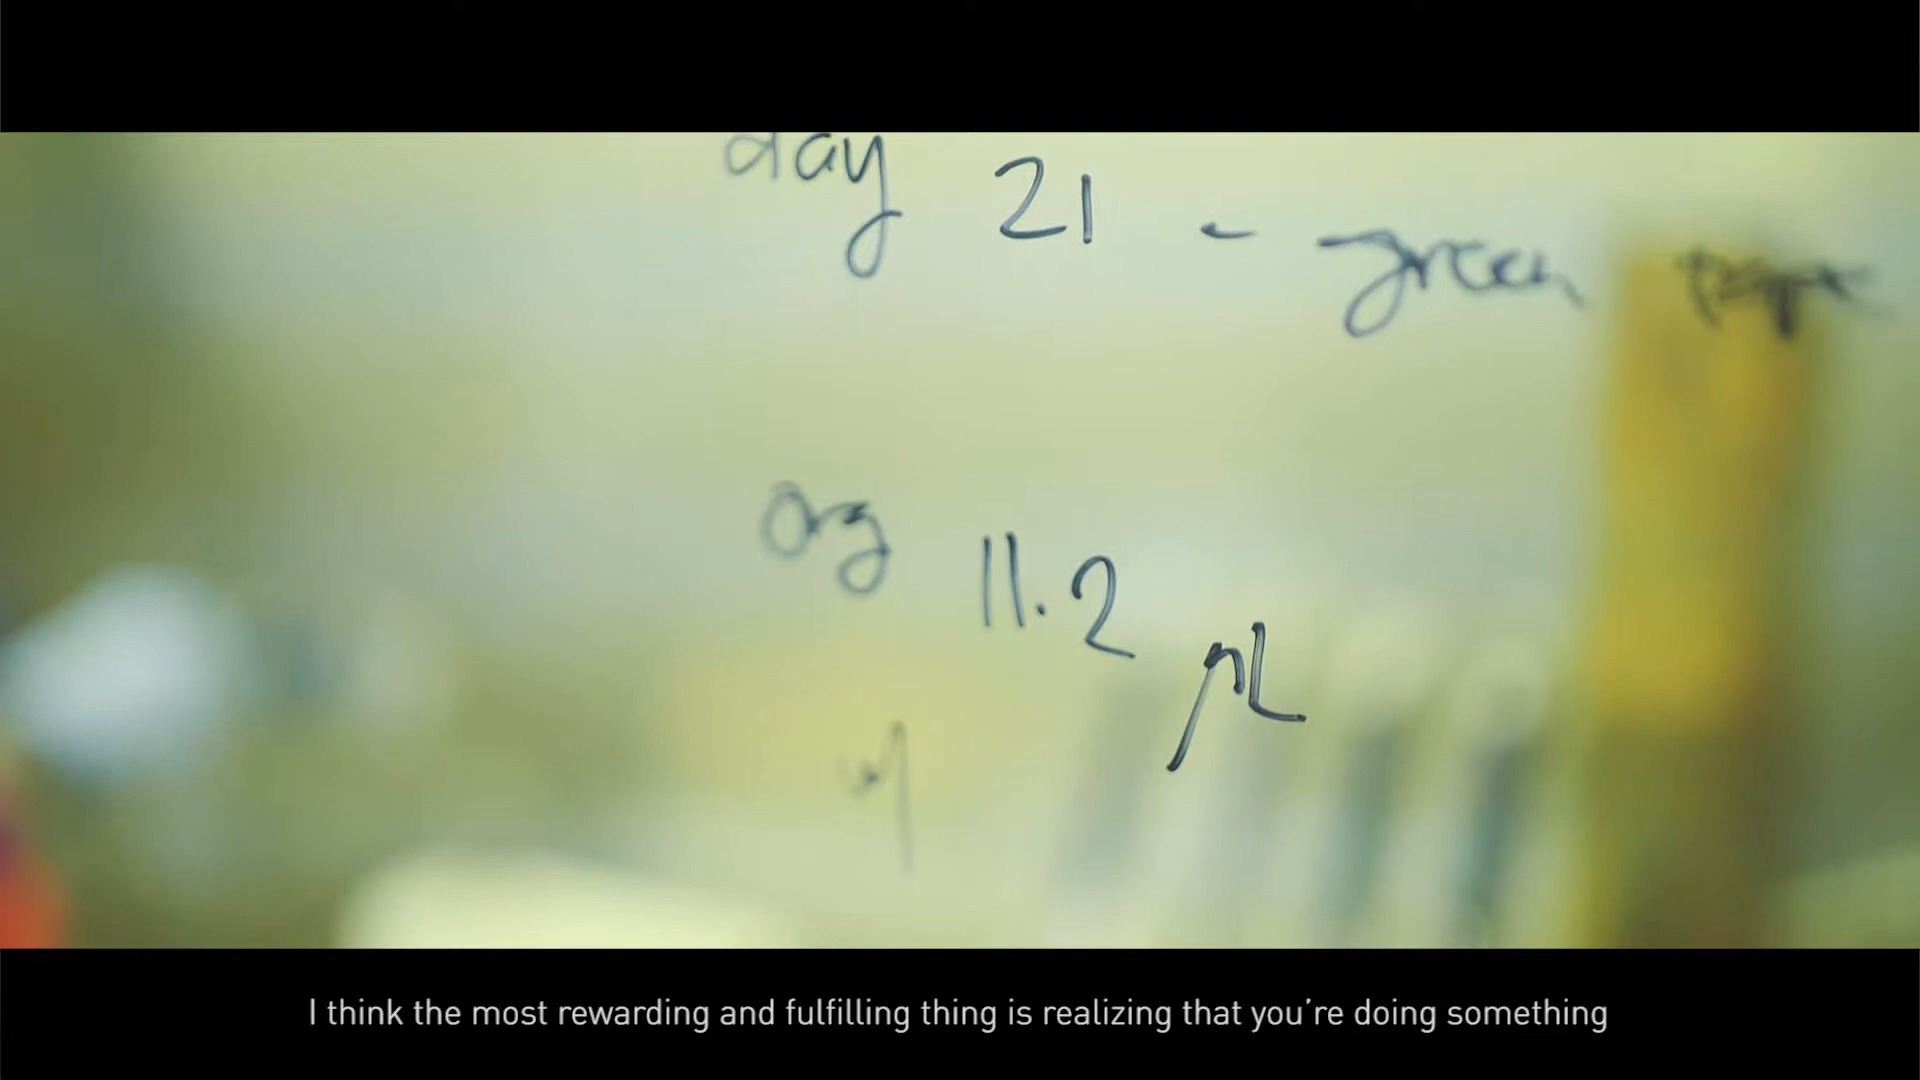 day 21 - green
Org 11.2 μL
I think the most rewarding and fulfilling thing is realizing that you're doing something